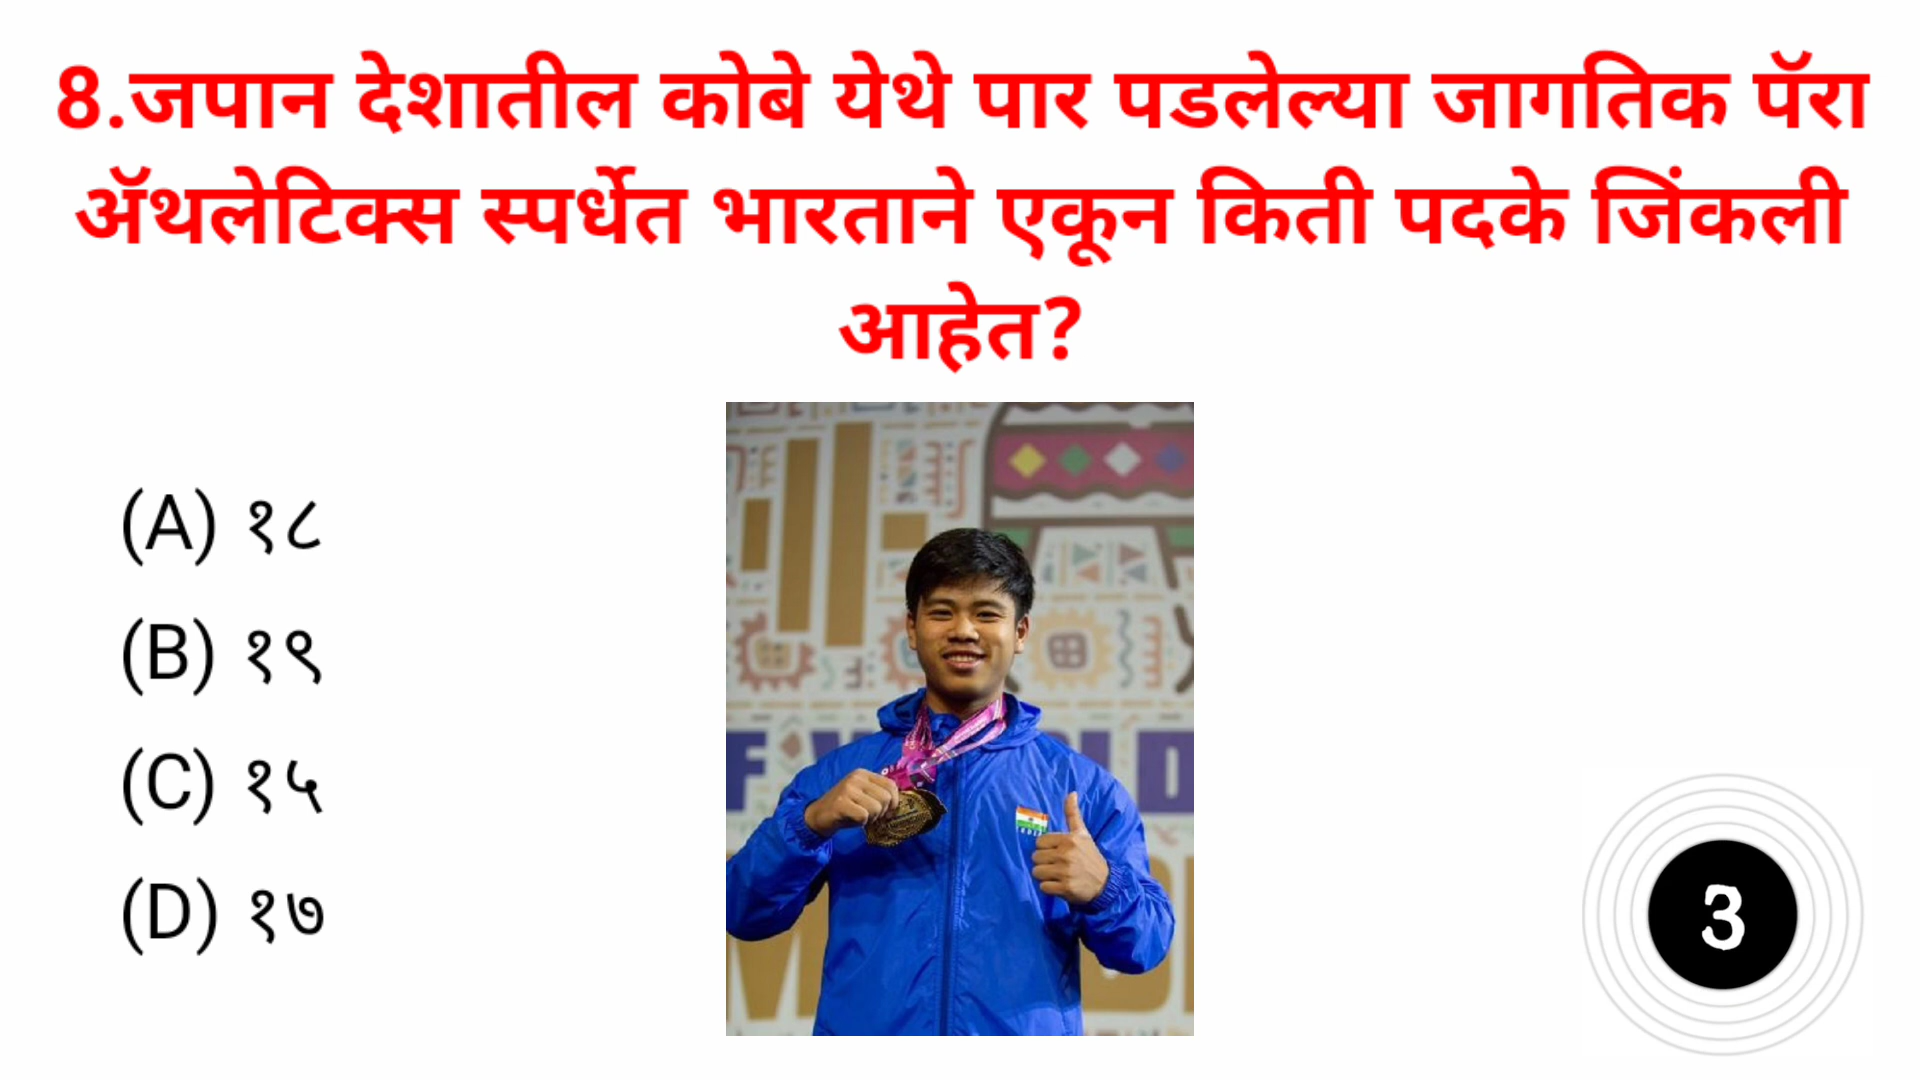 8.जपान देशातील कोबे येथे पार पडलेल्या जागतिक पॅरा
ॲथलेटिक्स स्पर्धेत भारताने एकून किती पदके जिंकली
आहेत?
(A) १८
(B) १९
(C) १५
(D) १७
3